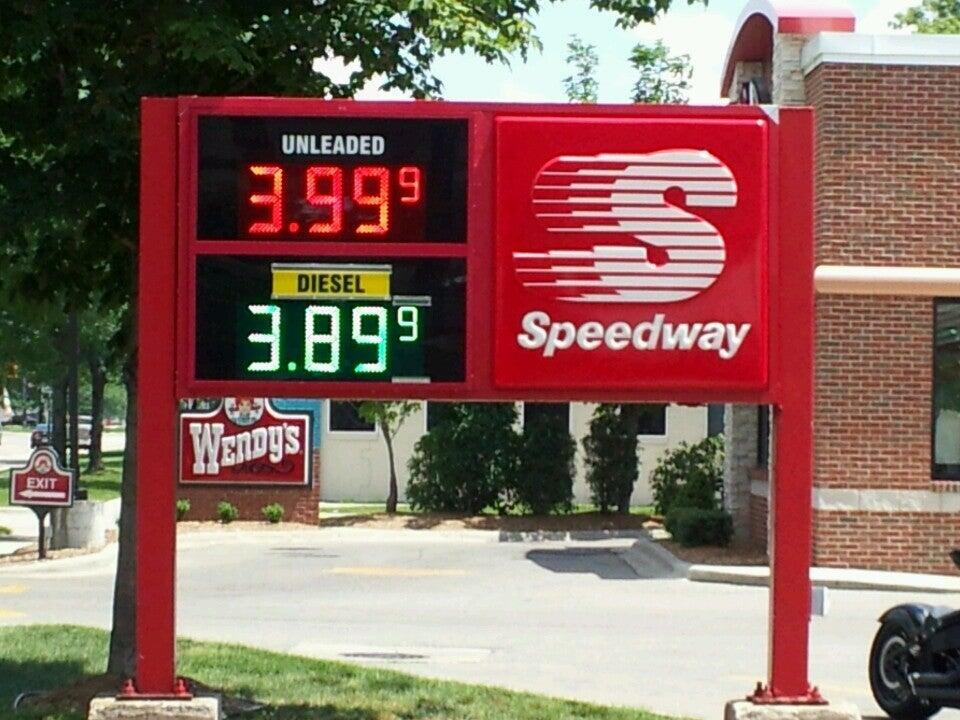 UNLEADED
3.99 9
DIESEL
3.89 9
S
Speedway
WENDY'S
EXIT